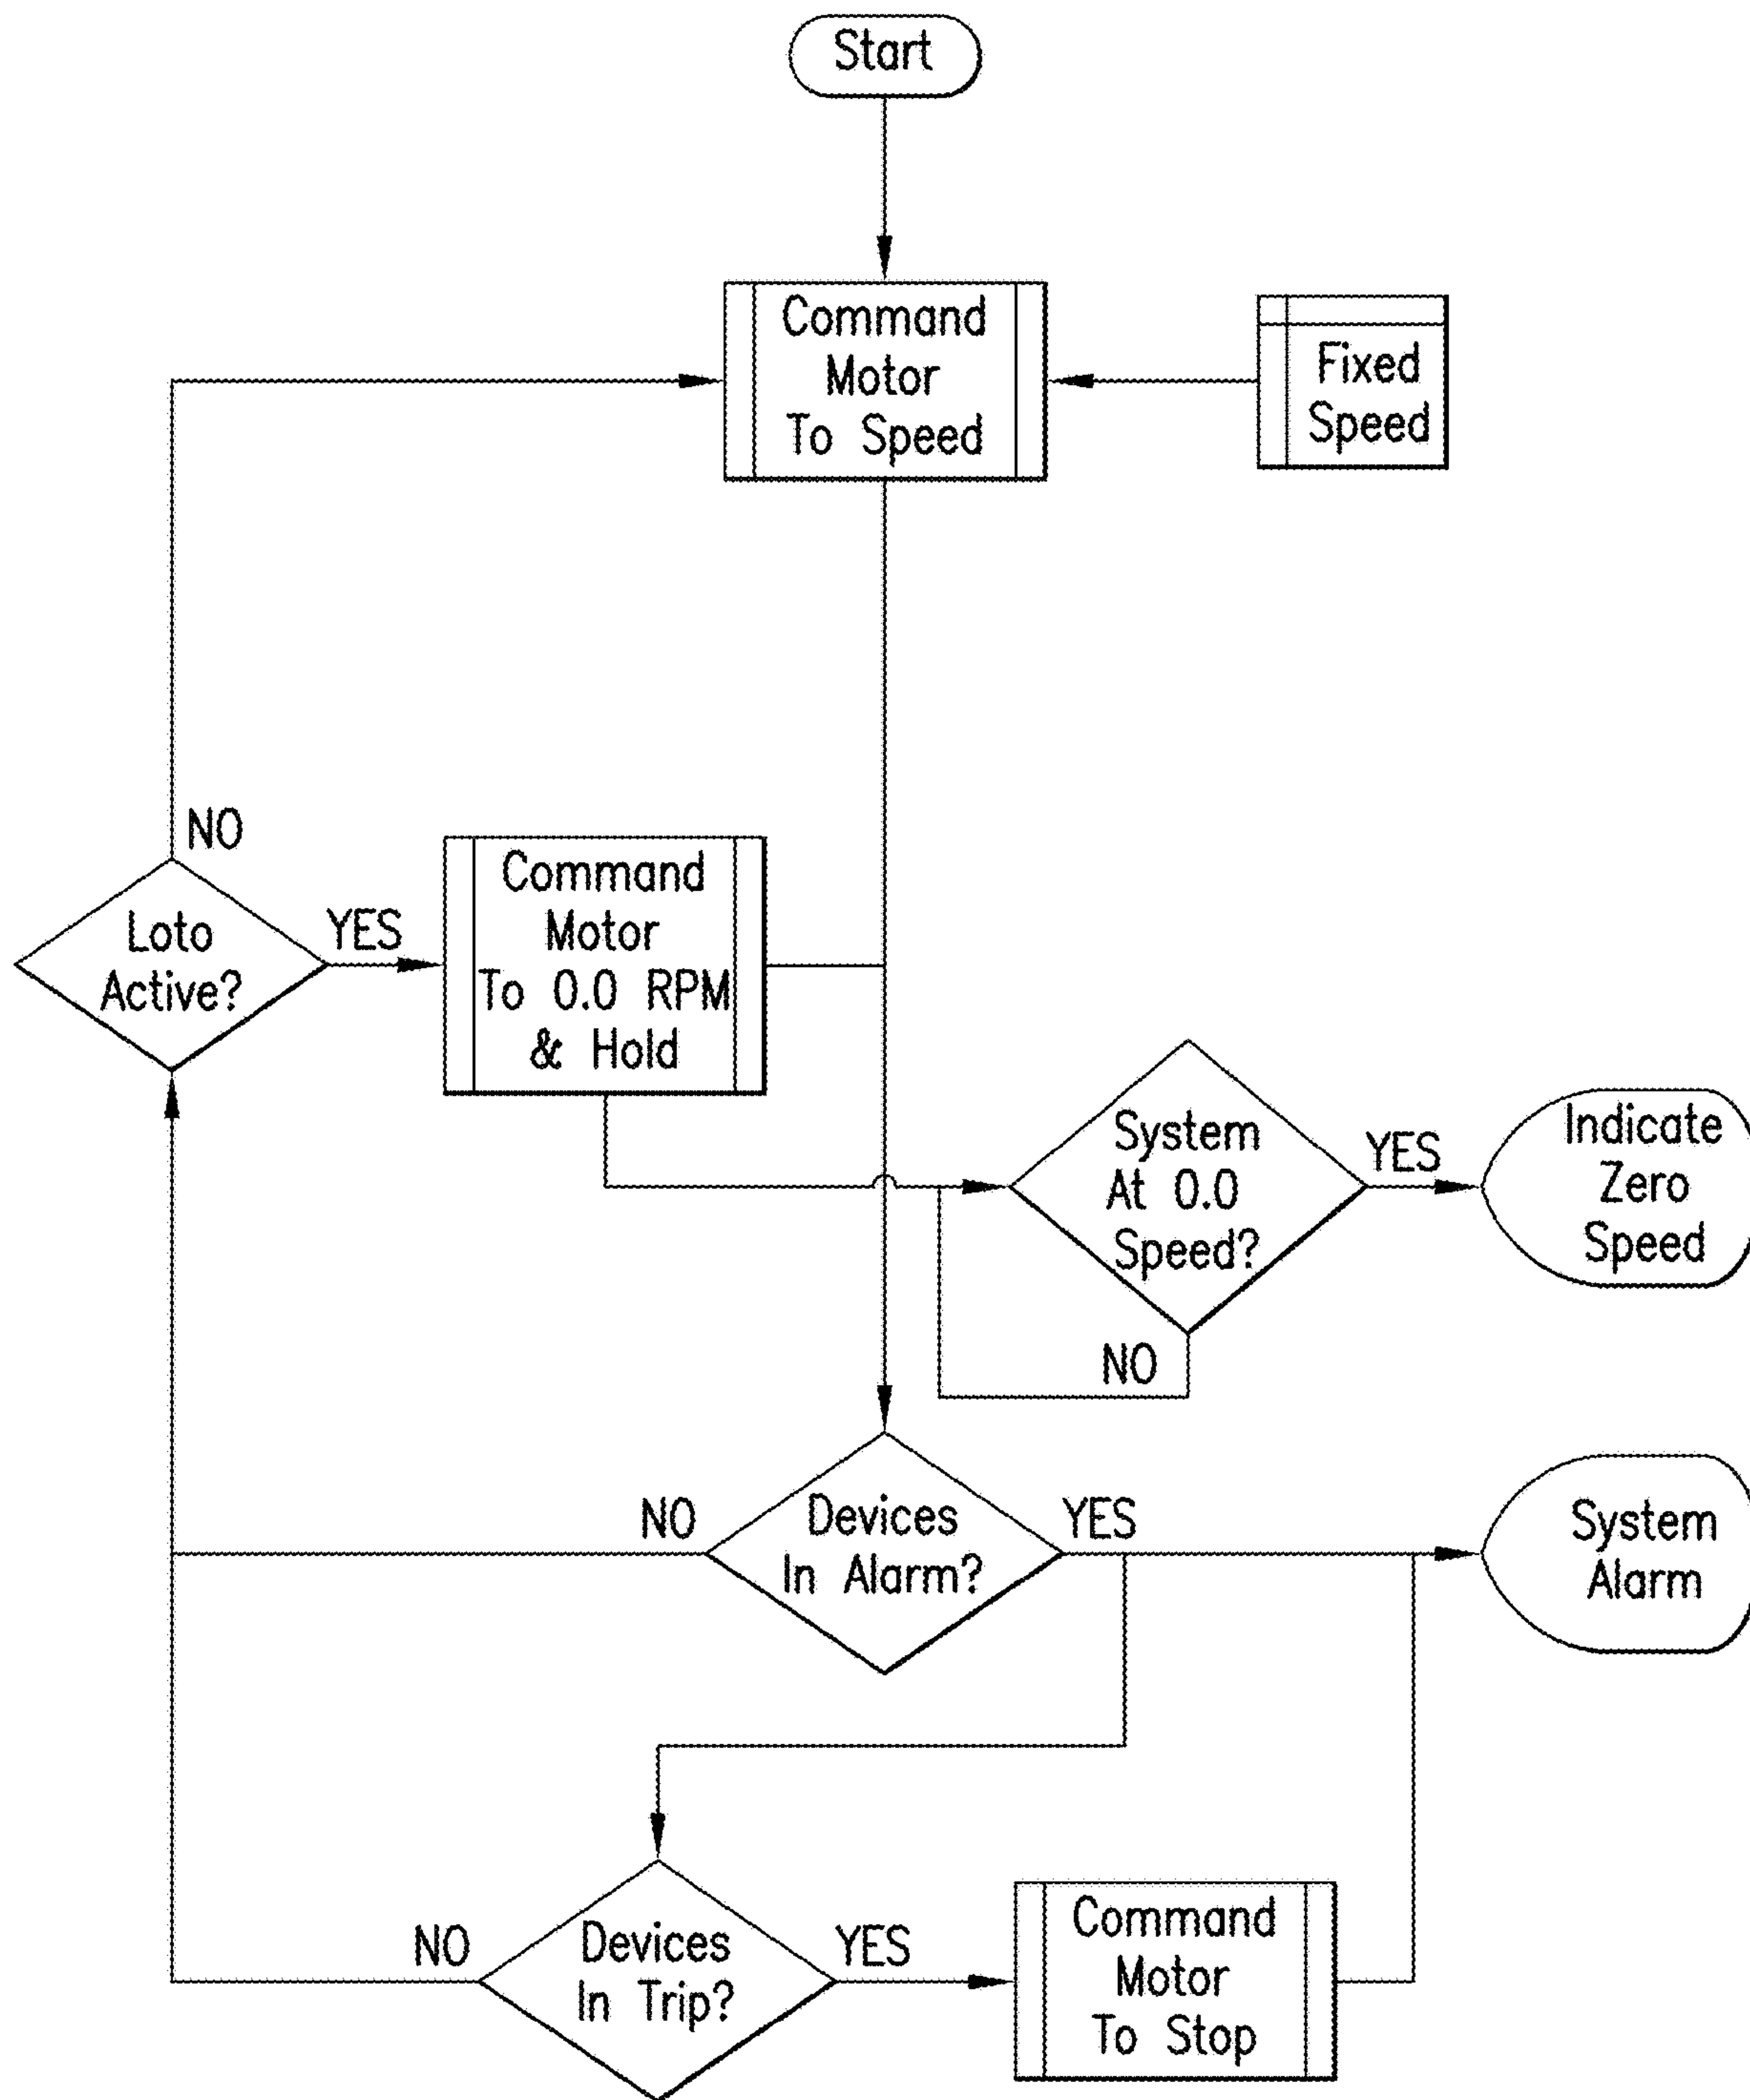 Start
Command
Motor
To Speed
Fixed
Speed
NO
Loto
Active?
YES
Command
Motor
To 0.0 RPM
& Hold
System
At 0.0
Speed?
YES
Indicate
Zero
Speed
NO
NO
Devices
In Alarm?
YES
System
Alarm
NO
Devices
In Trip?
YES
Command
Motor
To Stop